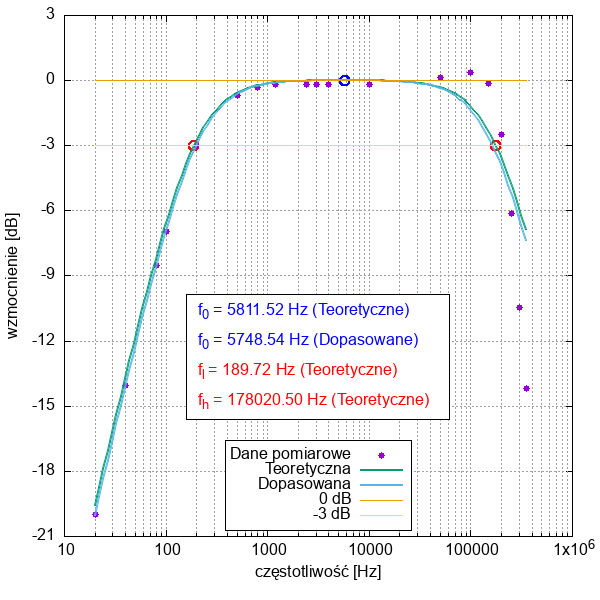 3
0
-3
-6
-9
-12
-15
-18
-21
wzmocnienie [dB]
f0 = 5811.52 Hz (Teoretyczne)
f0 = 5748.54 Hz (Dopasowane)
fl = 189.72 Hz (Teoretyczne)
fh = 178020.50 Hz (Teoretyczne)
Dane pomiarowe
Teoretyczna
Dopasowana
0 dB
-3 dB
10 100 1000 10000 100000 1x10^6
częstotliwość [Hz]